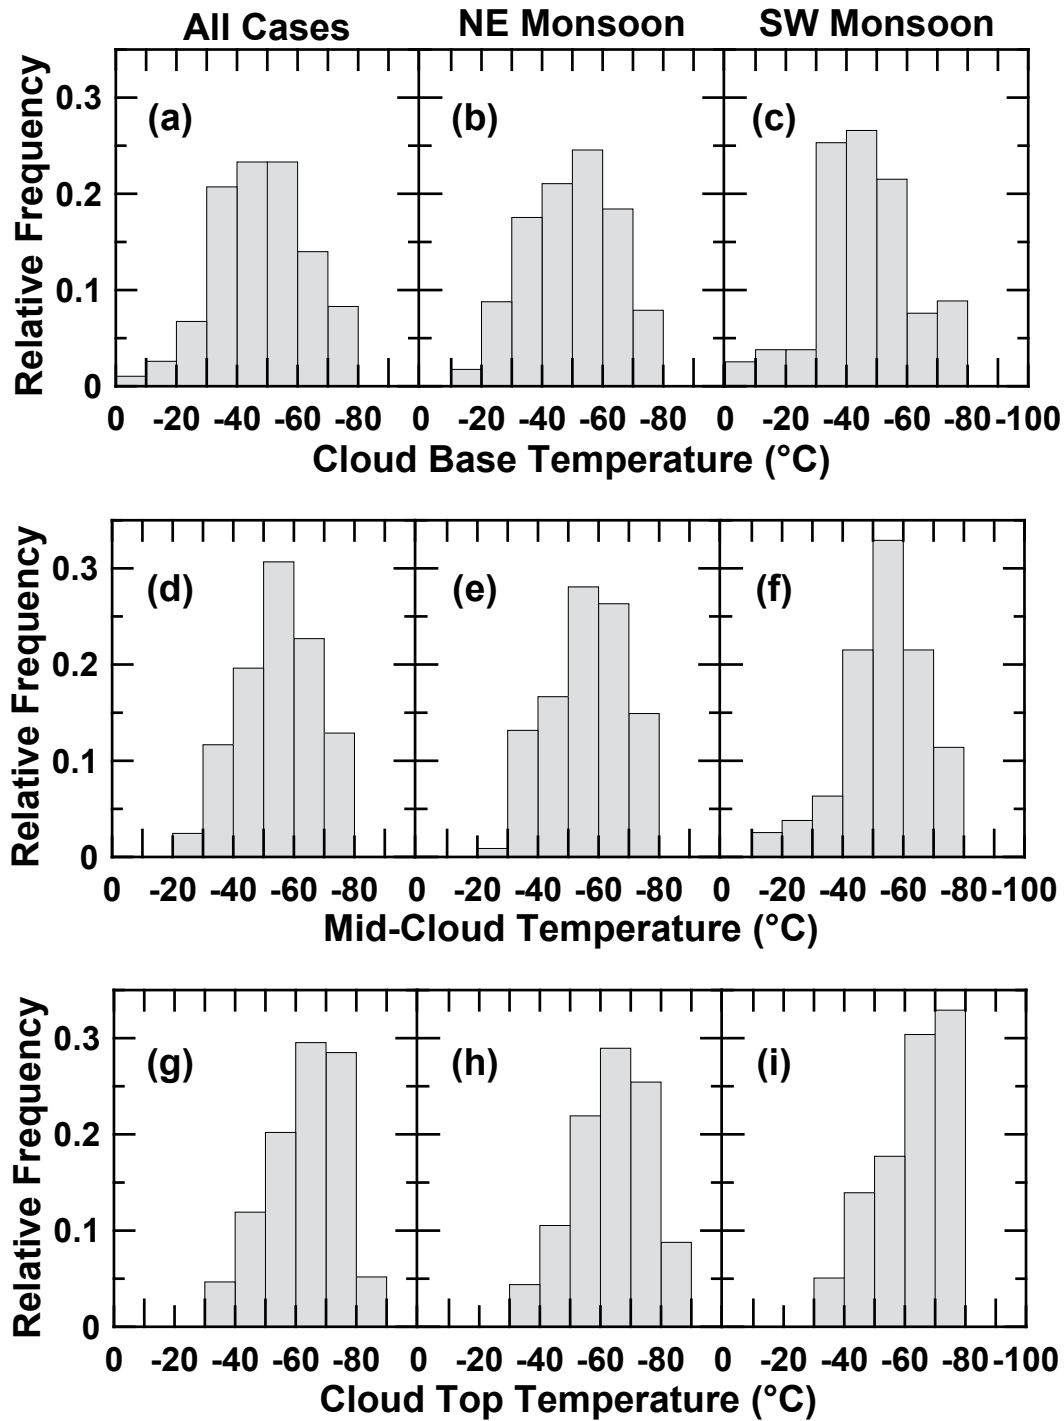 All Cases NE Monsoon SW Monsoon
0.3
(a) (b) (c)
0.2
0.1
0
Relative Frequency
0 -20 -40 -60 -80 0 -20 -40 -60 -80 0 -20 -40 -60 -80 -100
Cloud Base Temperature (°C)
0.3
(d) (e) (f)
0.2
0.1
0
Relative Frequency
0 -20 -40 -60 -80 0 -20 -40 -60 -80 0 -20 -40 -60 -80 -100
Mid-Cloud Temperature (°C)
0.3
(g) (h) (i)
0.2
0.1
0
Relative Frequency
0 -20 -40 -60 -80 0 -20 -40 -60 -80 0 -20 -40 -60 -80 -100
Cloud Top Temperature (°C)